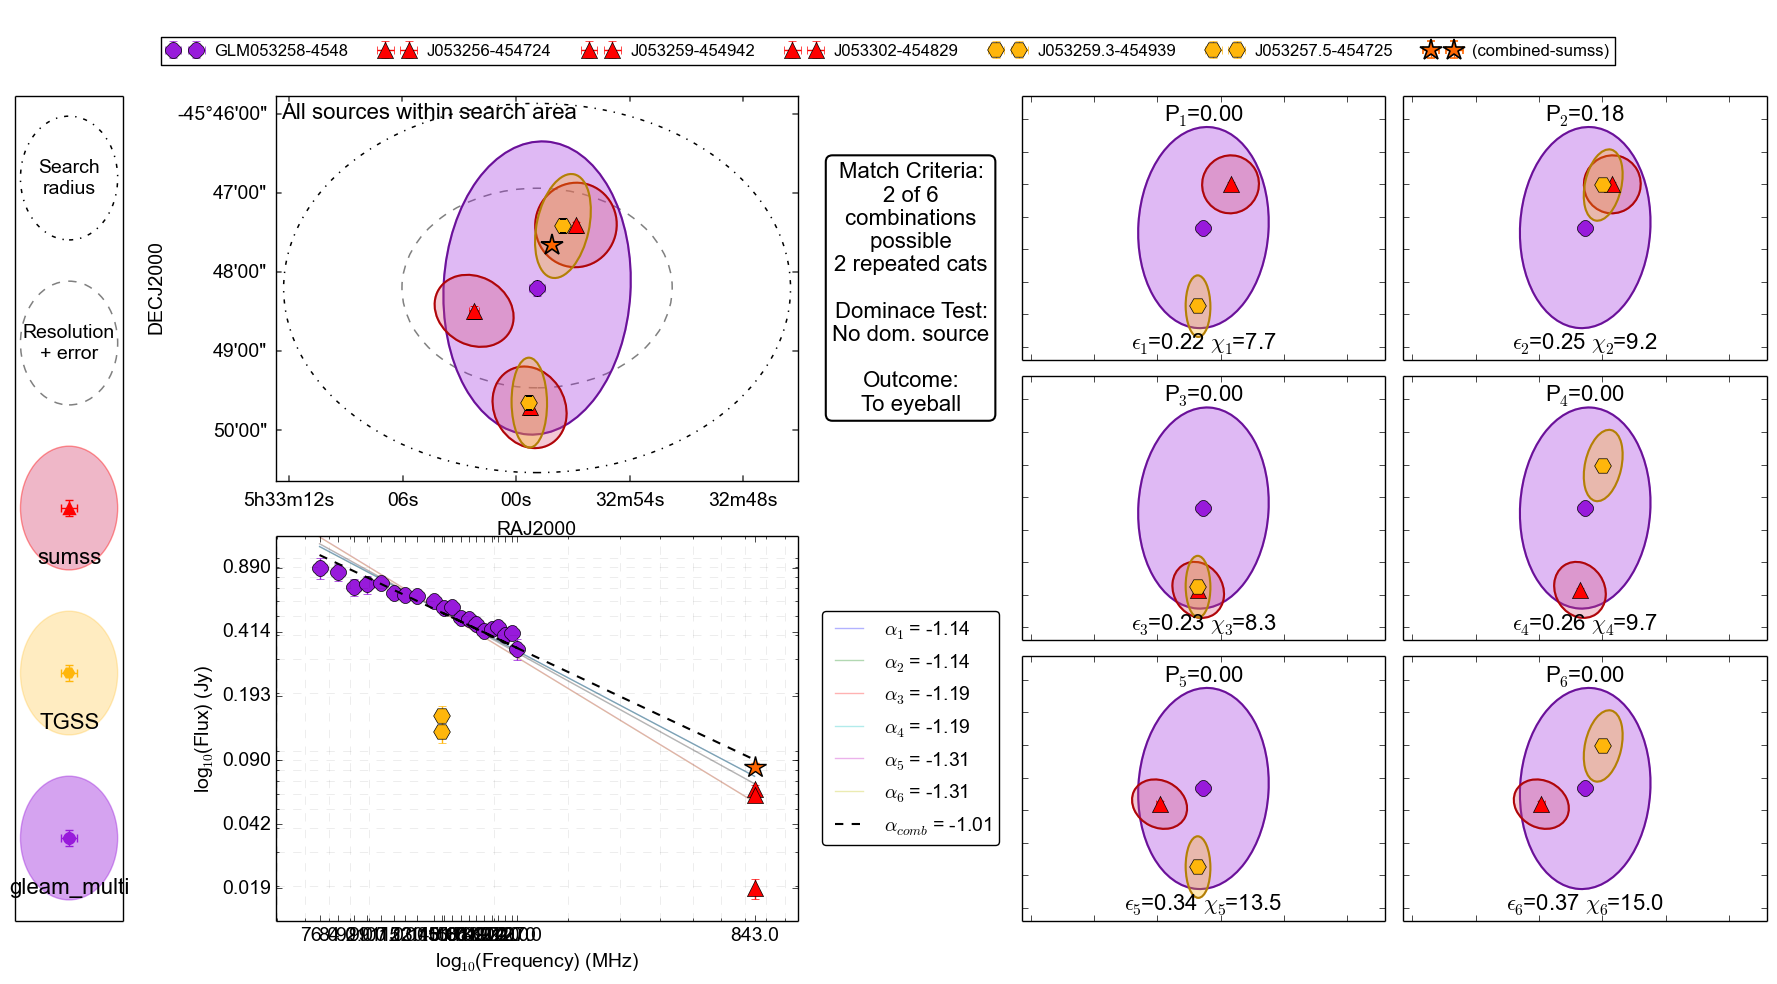 GLM053258-4548 J053256-454724 J053259-454942 J053302-454829 J053259.3-454939 J053257.5-454725 (combined-sumss)
Search
radius
Resolution
+ error
sumss
TGSS
gleam_multi
All sources within search area
-45°46'00"
47'00"
48'00"
49'00"
50'00"
DECJ2000
5h33m12s 06s 00s 32m54s 32m48s
RAJ2000
Match Criteria:
2 of 6
combinations
possible
2 repeated cats
Dominace Test:
No dom. source
Outcome:
To eyeball
0.890
0.414
0.193
0.090
0.042
0.019
log10(Flux) (Jy)
843.0
log10(Frequency) (MHz)
α1 = -1.14
α2 = -1.14
α3 = -1.19
α4 = -1.19
α5 = -1.31
α6 = -1.31
αcomb = -1.01
P1=0.00
ϵ1=0.22 χ1=7.7
P2=0.18
ϵ2=0.25 χ2=9.2
P3=0.00
ϵ3=0.23 χ3=8.3
P4=0.00
ϵ4=0.26 χ4=9.7
P5=0.00
ϵ5=0.34 χ5=13.5
P6=0.00
ϵ6=0.37 χ6=15.0